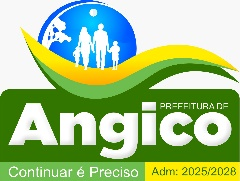 PREFEITURA DE
Angico
Continuar é Preciso
Adm: 2025/2028